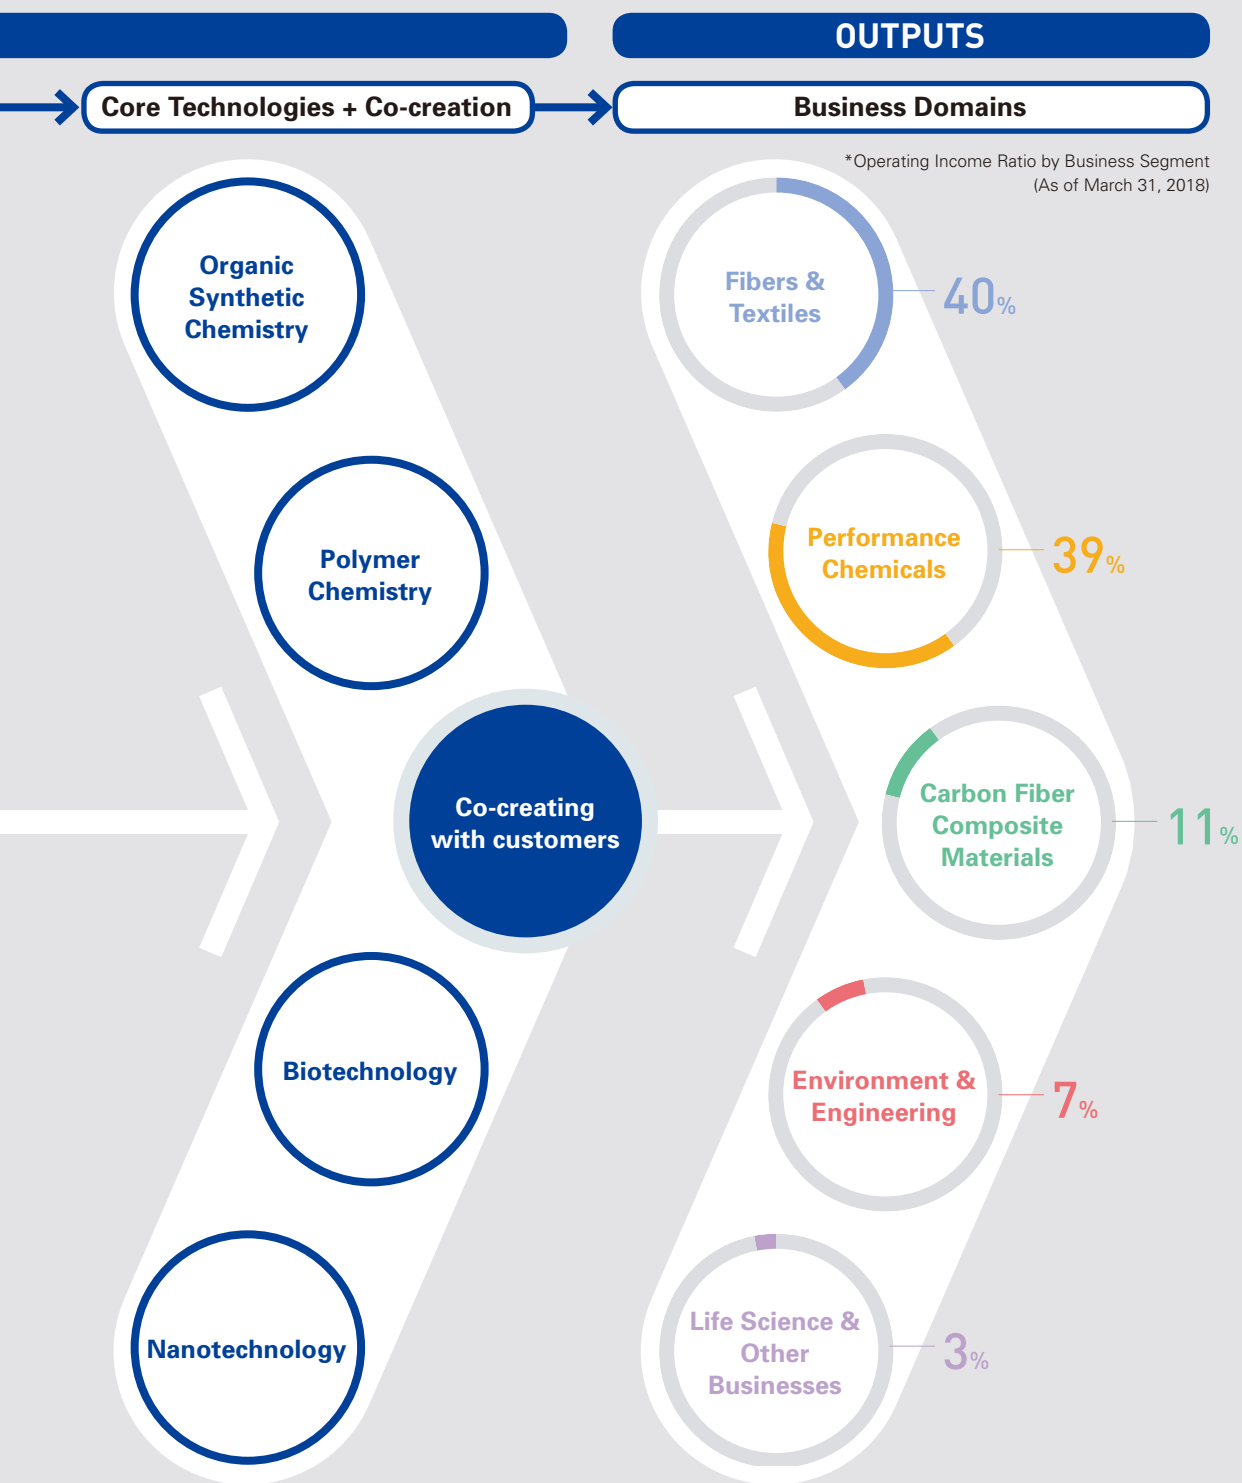 OUTPUTS
Core Technologies + Co-creation
Business Domains
*Operating Income Ratio by Business Segment
(As of March 31, 2018)
Organic
Synthetic
Chemistry
Polymer
Chemistry
Co-creating
with customers
Biotechnology
Nanotechnology
Fibers &
Textiles
40%
Performance
Chemicals
39%
Carbon Fiber
Composite
Materials
11%
Environment &
Engineering
7%
Life Science &
Other
Businesses
3%